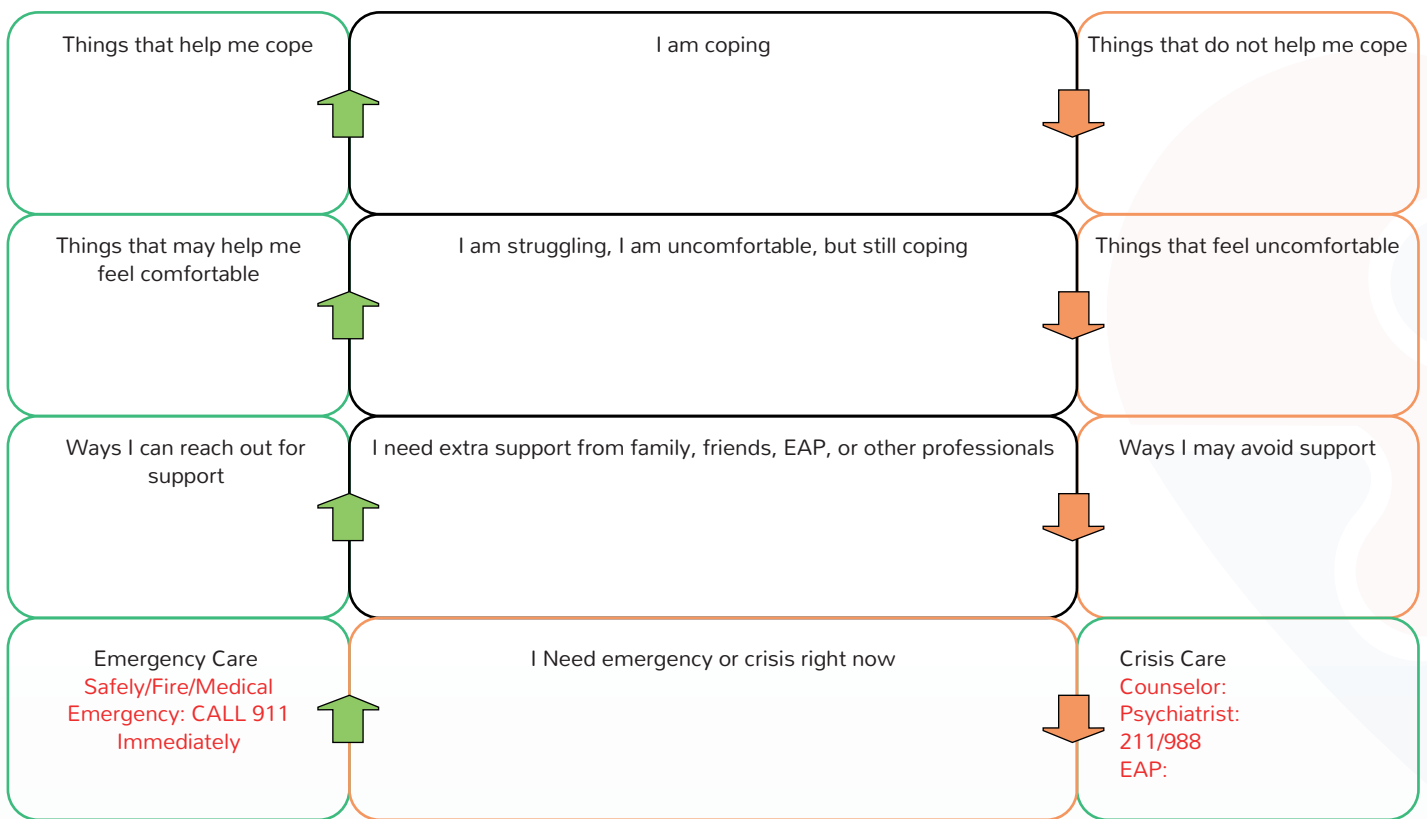 Things that help me cope
I am coping
Things that do not help me cope
Things that may help me
feel comfortable
I am struggling, I am uncomfortable, but still coping
Things that feel uncomfortable
Ways I can reach out for
support
I need extra support from family, friends, EAP, or other professionals
Ways I may avoid support
Emergency Care
Safely/Fire/Medical
Emergency: CALL 911
Immediately
I Need emergency or crisis right now
Crisis Care
Counselor:
Psychiatrist:
211/988
EAP: